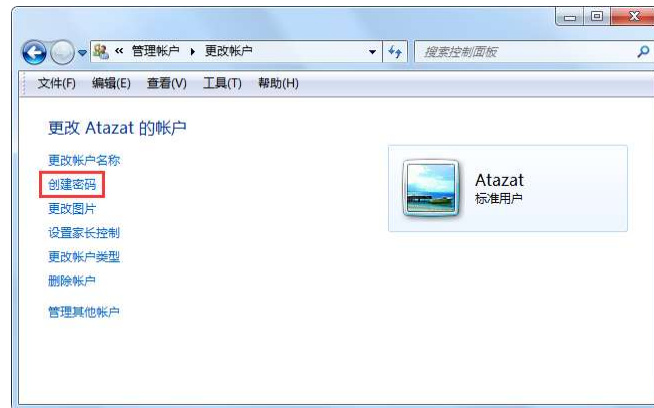 « 管理帐户 ▸ 更改帐户
搜索控制面板
文件(F) 编辑(E) 查看(V) 工具(T) 帮助(H)
更改 Atazat 的帐户
更改帐户名称
创建密码
更改图片
设置家长控制
更改帐户类型
删除帐户
管理其他帐户
Atazat
标准用户